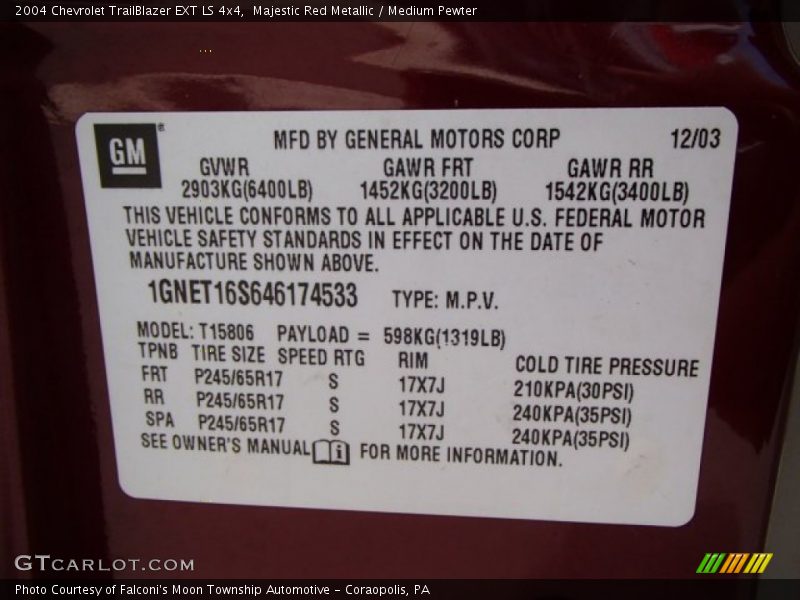 2004 Chevrolet TrailBlazer EXT LS 4x4,  Majestic Red Metallic / Medium Pewter
GM®
MFD BY GENERAL MOTORS CORP 12/03
GVWR GAWR FRT GAWR RR
2903KG(6400LB) 1452KG(3200LB) 1542KG(3400LB)
THIS VEHICLE CONFORMS TO ALL APPLICABLE U.S. FEDERAL MOTOR
VEHICLE SAFETY STANDARDS IN EFFECT ON THE DATE OF
MANUFACTURE SHOWN ABOVE.
1GNET16S646174533 TYPE: M.P.V.
MODEL: T15806 PAYLOAD = 598KG(1319LB)
TPNB TIRE SIZE SPEED RTG RIM COLD TIRE PRESSURE
FRT P245/65R17 S 17X7J 210KPA(30PSI)
RR P245/65R17 S 17X7J 240KPA(35PSI)
SPA P245/65R17 S 17X7J 240KPA(35PSI)
SEE OWNER'S MANUAL i FOR MORE INFORMATION.
GTCARLOT.COM
Photo Courtesy of Falconi's Moon Township Automotive - Coraopolis, PA